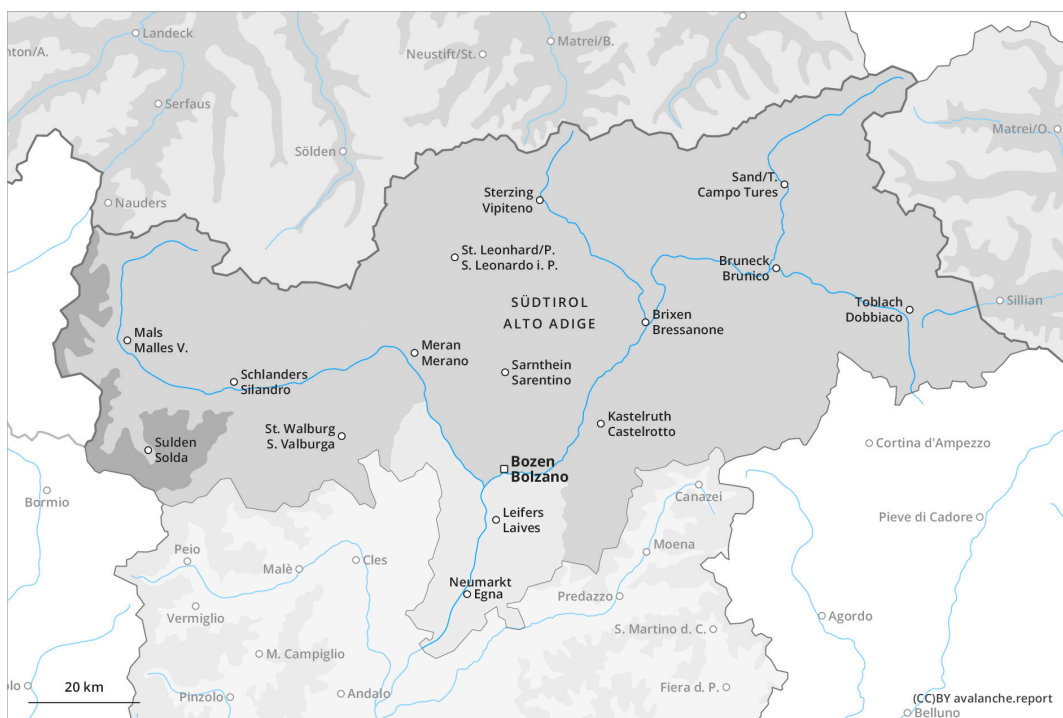 Landeck
nton/A.
Neustift/St.
Matrei/B.
Serfaus
Matrei/O.
Sölden
Nauders
Sterzing
Vipiteno
Sand/T.
Campo Tures
St. Leonhard/P.
S. Leonardo i. P.
Bruneck
Brunico
SÜDTIROL
ALTO ADIGE
Toblach
Dobbiaco
Sillian
Brixen
Bressanone
Mals
Malles V.
Meran
Merano
Sarnthein
Sarentino
Schlanders
Silandro
St. Walburg
S. Valburga
Kastelruth
Castelrotto
Sulden
Solda
Cortina d'Ampezzo
Bozen
Bolzano
Bormio
Canazei
Leifers
Laives
Pieve di Cadore
Peio
Malè
Cles
Moena
Neumarkt
Egna
Predazzo
Vermiglio
Agordo
S. Martino d. C.
M. Campiglio
olo
20 km
Pinzolo
Andalo
Fiera d. P.
(CC)BY avalanche.report
Belluno